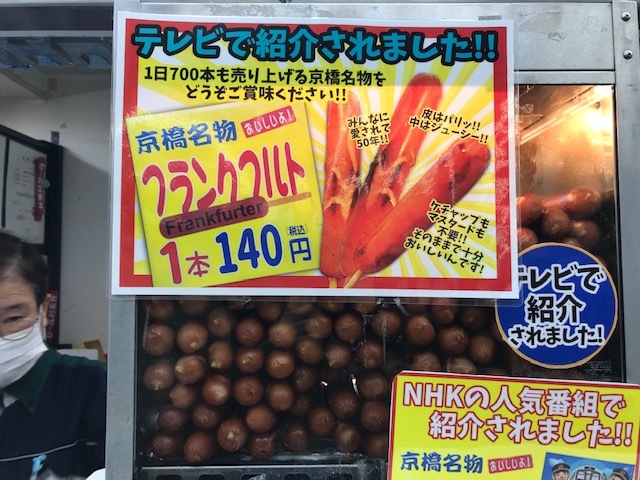 テレビで紹介されました!!
1日700本も売り上げる京橋名物を
どうぞご賞味ください!!
京橋名物
おいしいよ!
フランクフルト
Frankfurter
1本140円
税込
みんなに
愛されて
50年!!
皮はパリッ!!
中はジューシー!!
ケチャップも
マスタードも
不要!!
そのままで十分
おいしいんです!
テレビで
紹介
されました!
NHKの人気番組で
紹介されました!!
京橋名物
おいしいよ!